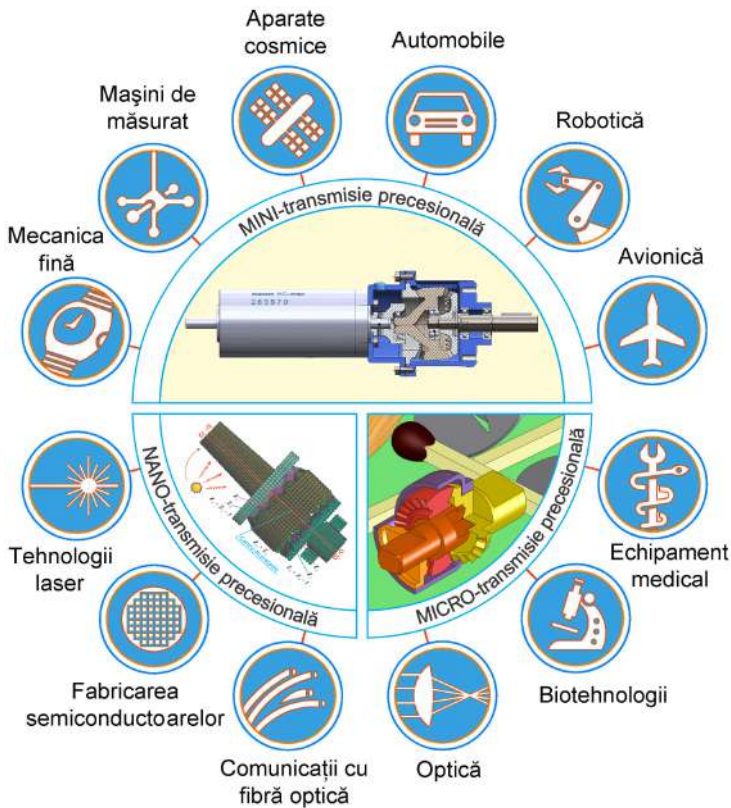 Aparate
cosmice
Automobile
Maşini de
măsurat
Robotică
MINI-transmisie precesională
Mecanica
fină
Avionică
NANO-transmisie precesională
MICRO-transmisie precesională
Tehnologii
laser
Echipament
medical
Fabricarea
semiconductoarelor
Biotehnologii
Comunicații cu
fibră optică
Optică